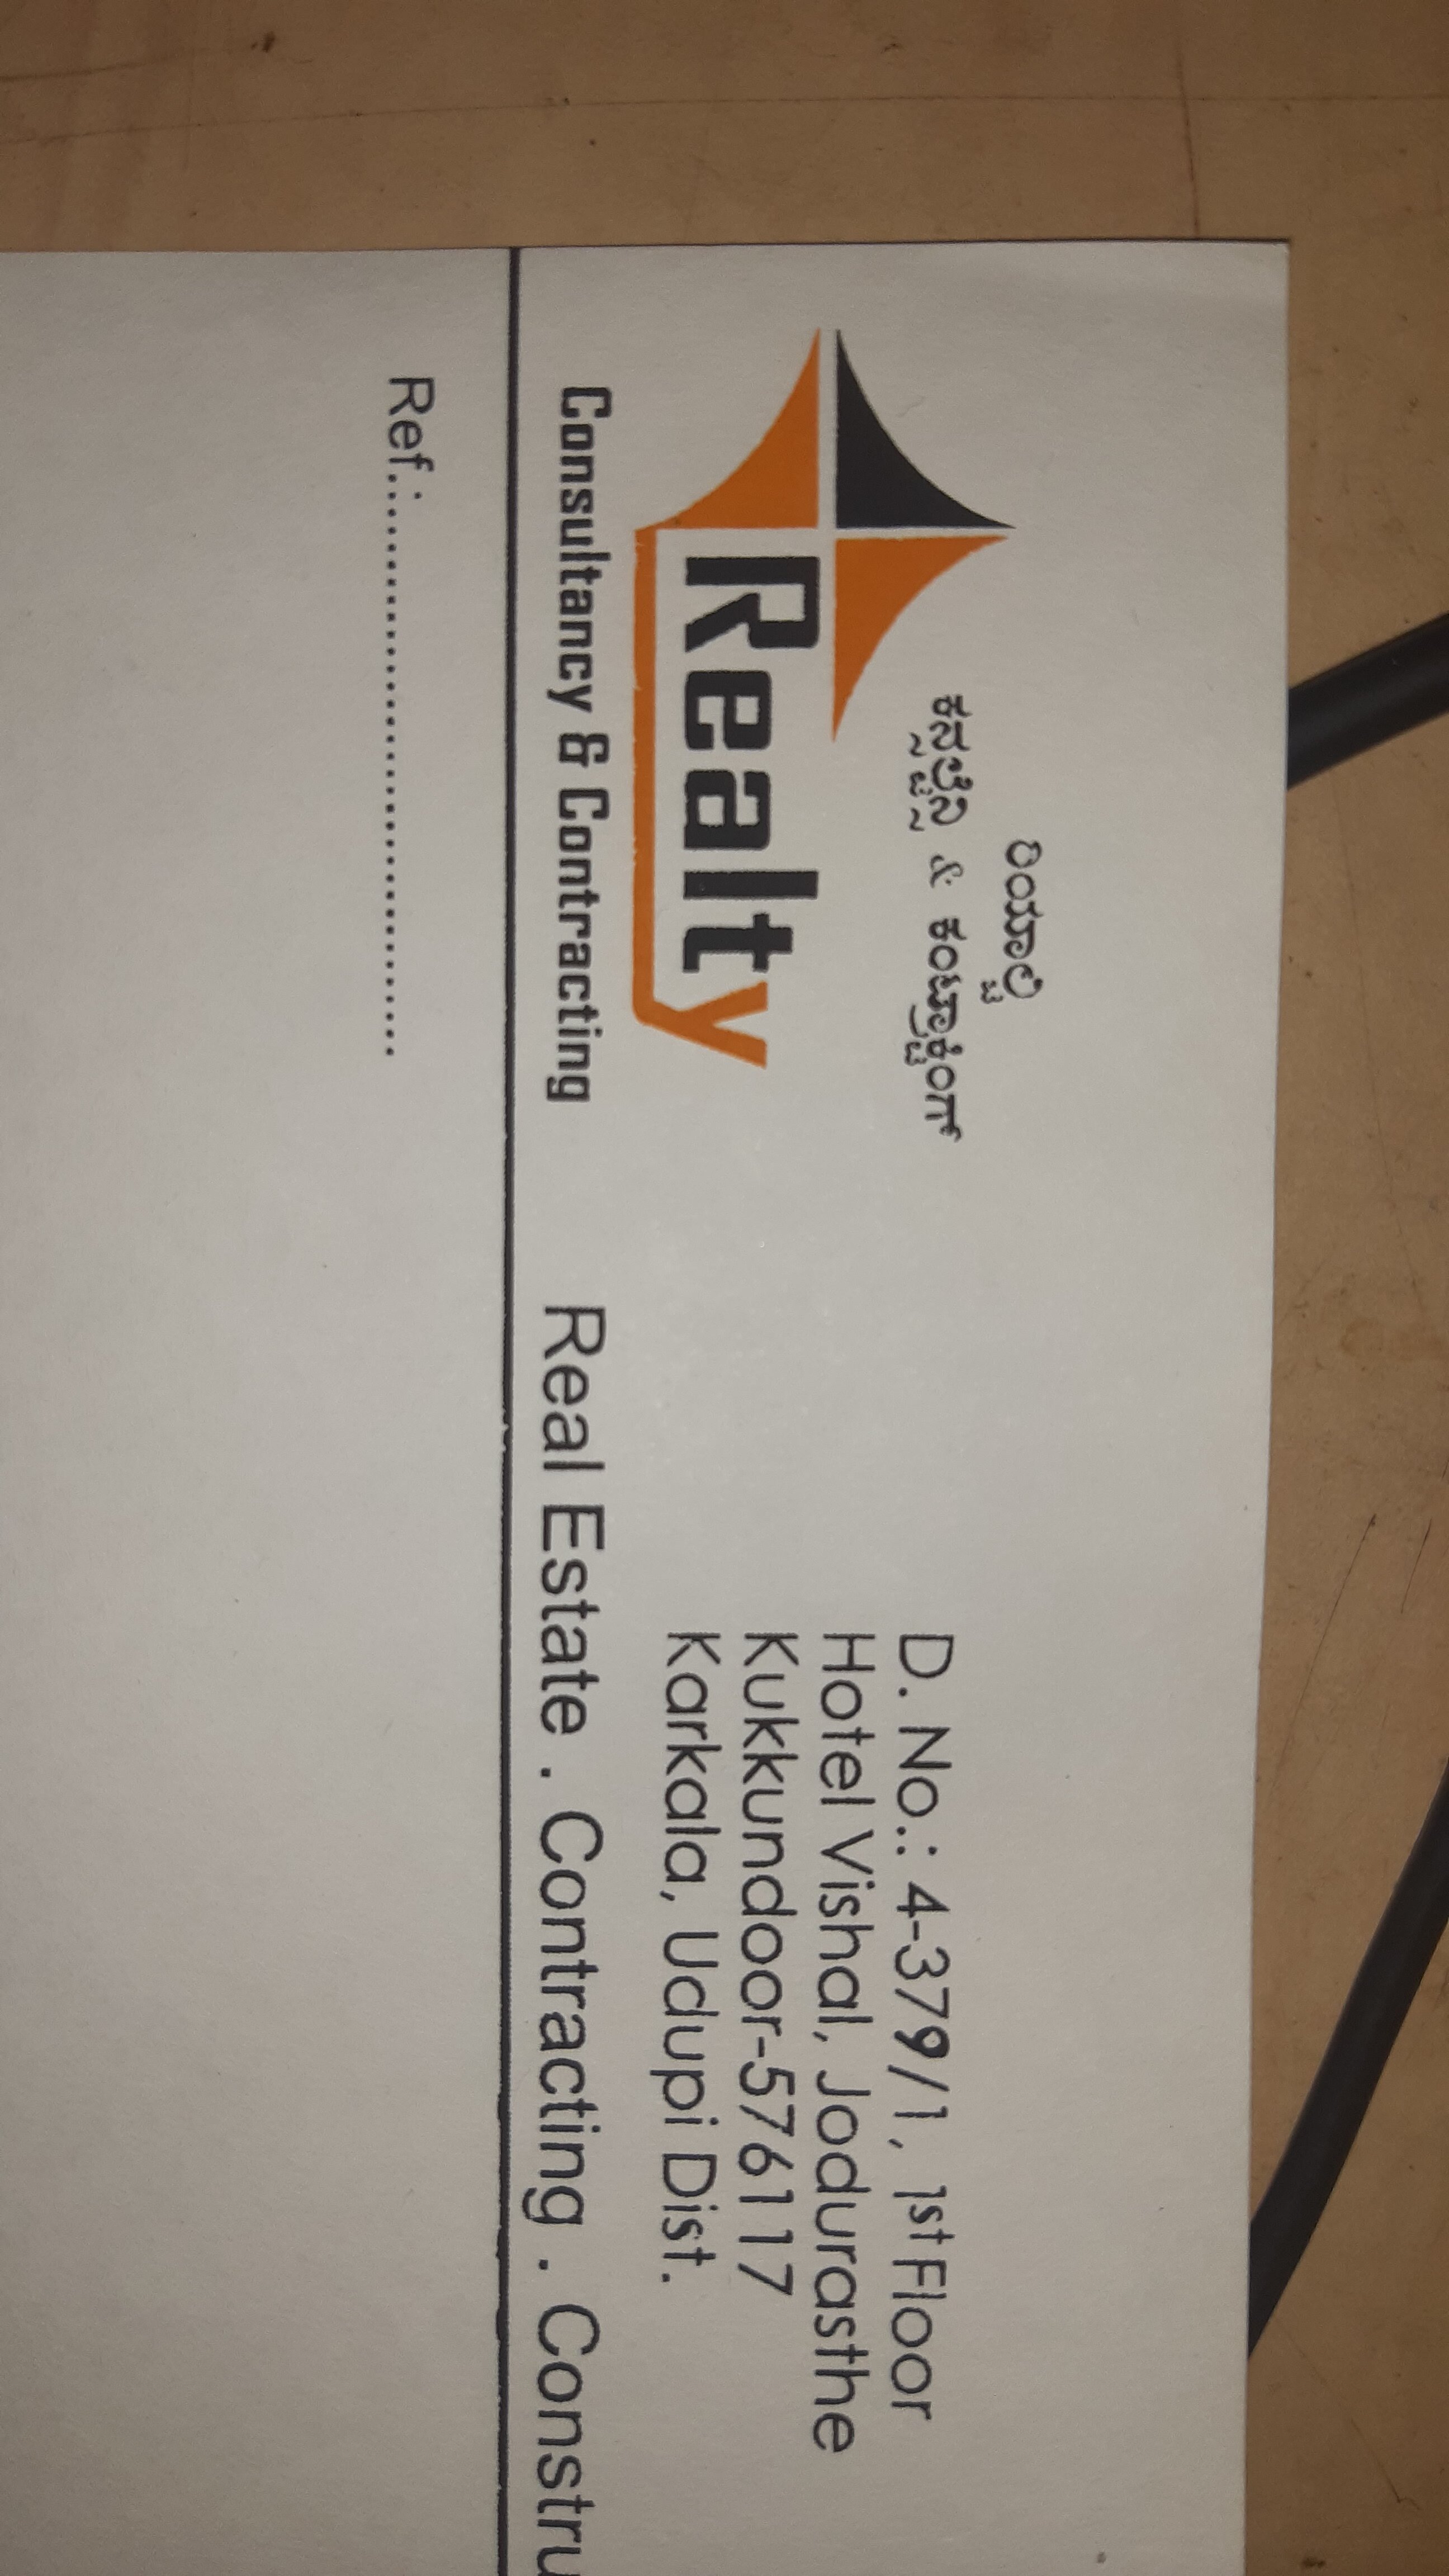 ರಿಯಾಲ್ಟಿ
ಕನ್ಸಲ್ಟೆನ್ಸಿ & ಕಂಟ್ರಾಕ್ಟಿಂಗ್
Realty
Consultancy & Contracting
D. No.: 4-379/1, 1st Floor
Hotel Vishal, Jodurasthe
Kukkundoor-576117
Karkala, Udupi Dist.
Real Estate . Contracting . Constru
Ref.:....................................